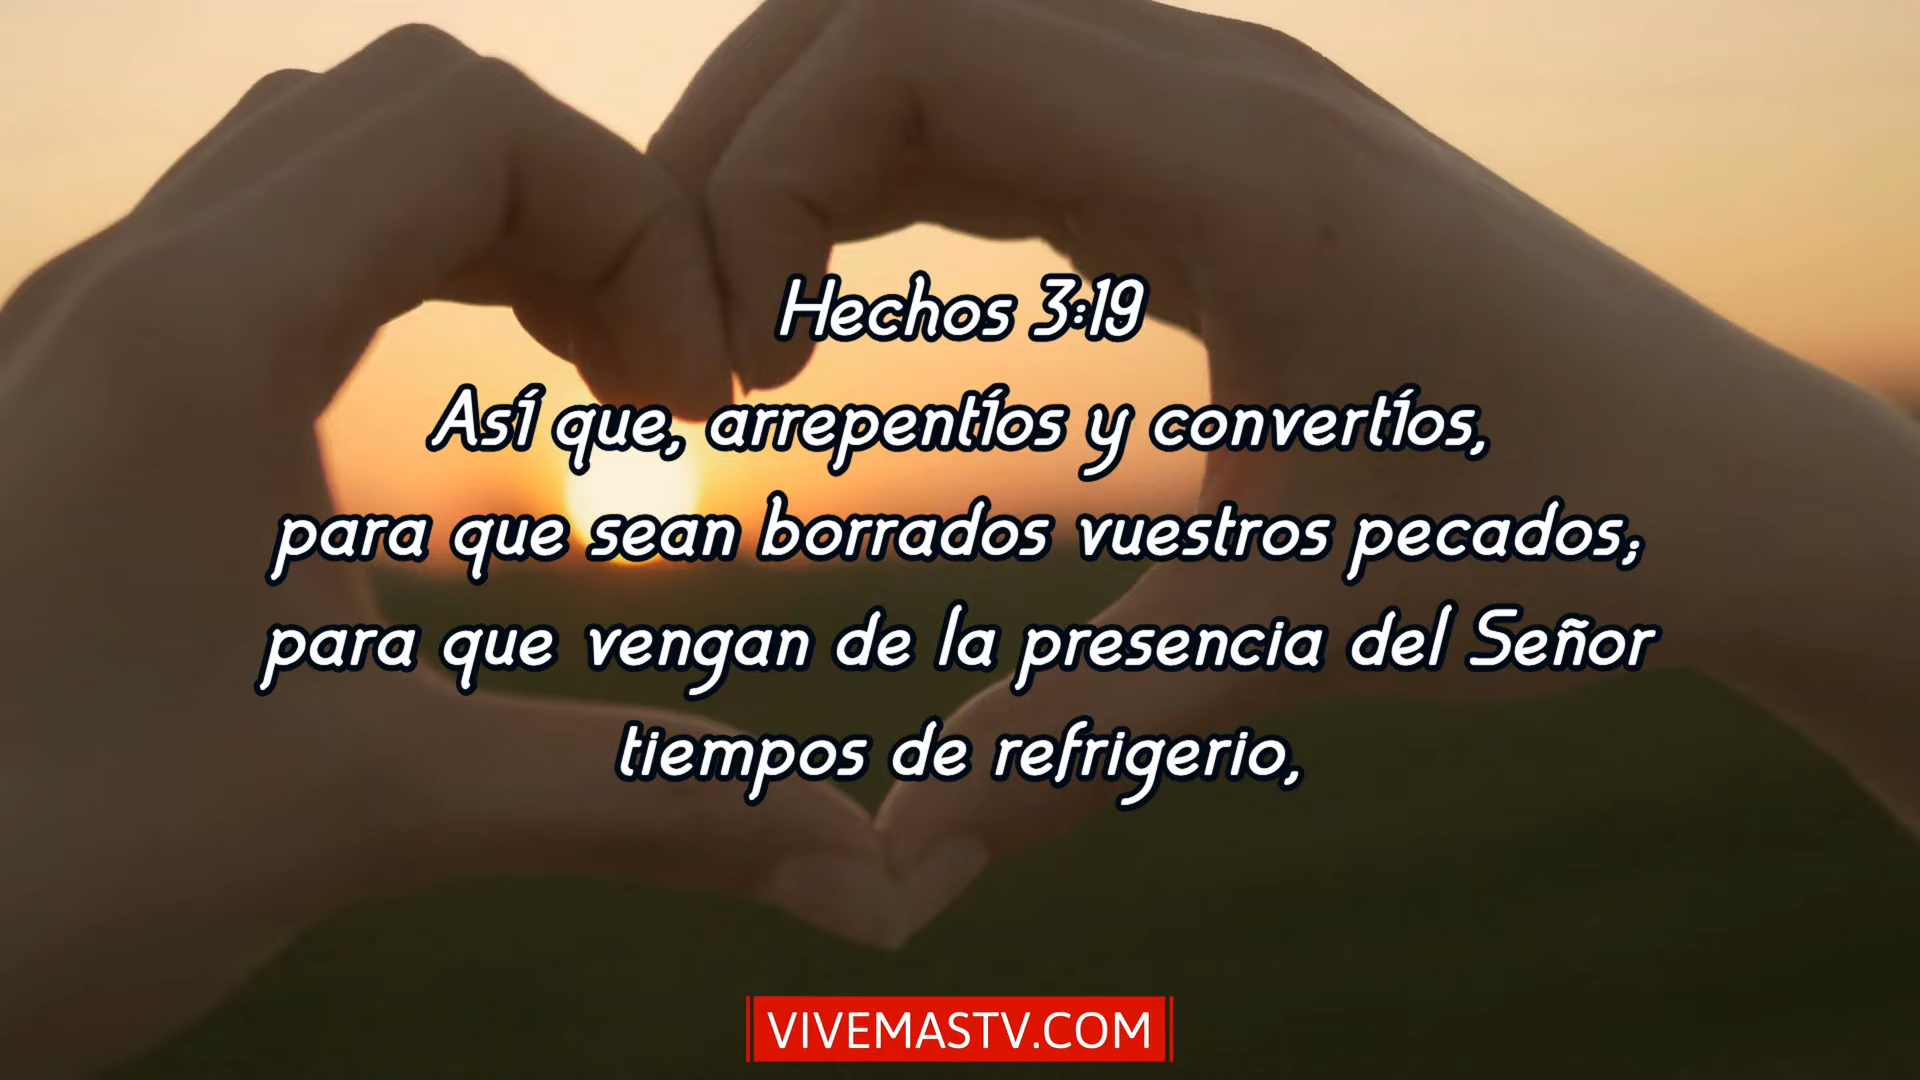 Hechos 3:19
Así que, arrepentíos y convertíos,
para que sean borrados vuestros pecados;
para que vengan de la presencia del Señor
tiempos de refrigerio,
VIVEMASTV.COM